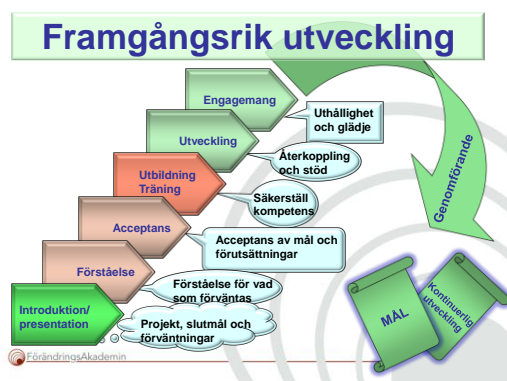 Framgångsrik utveckling
Engagemang
Uthållighet
och glädje
Utveckling
Återkoppling
och stöd
Utbildning
Träning
Säkerställ
kompetens
Acceptans
Acceptans av mål och
förutsättningar
Förståelse
Förståelse för vad
som förväntas
Introduktion/
presentation
Projekt, slutmål och
förväntningar
Genomförande
MÅL
Kontinuerlig
utveckling
FörändringsAkademin